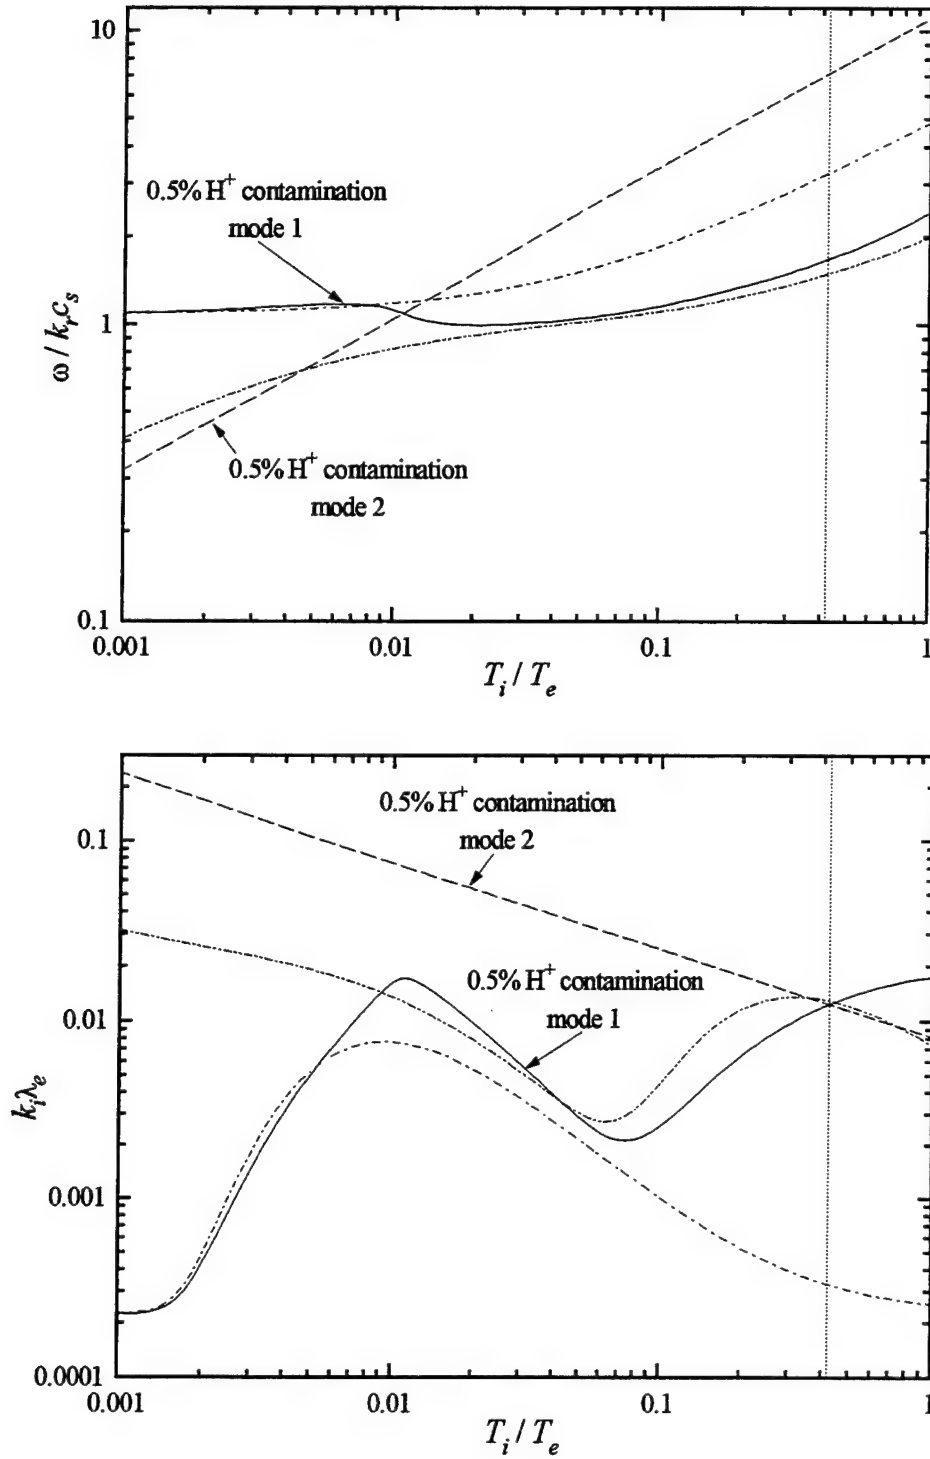 10
0.5% H⁺ contamination
mode 1
ω / kᵣcₛ
1
0.5% H⁺ contamination
mode 2
0.1
0.001
0.01
0.1
1
Tᵢ / Tₑ
0.5% H⁺ contamination
mode 2
0.1
0.5% H⁺ contamination
mode 1
0.01
kᵢλₑ
0.001
0.0001
0.001
0.01
0.1
1
Tᵢ / Tₑ